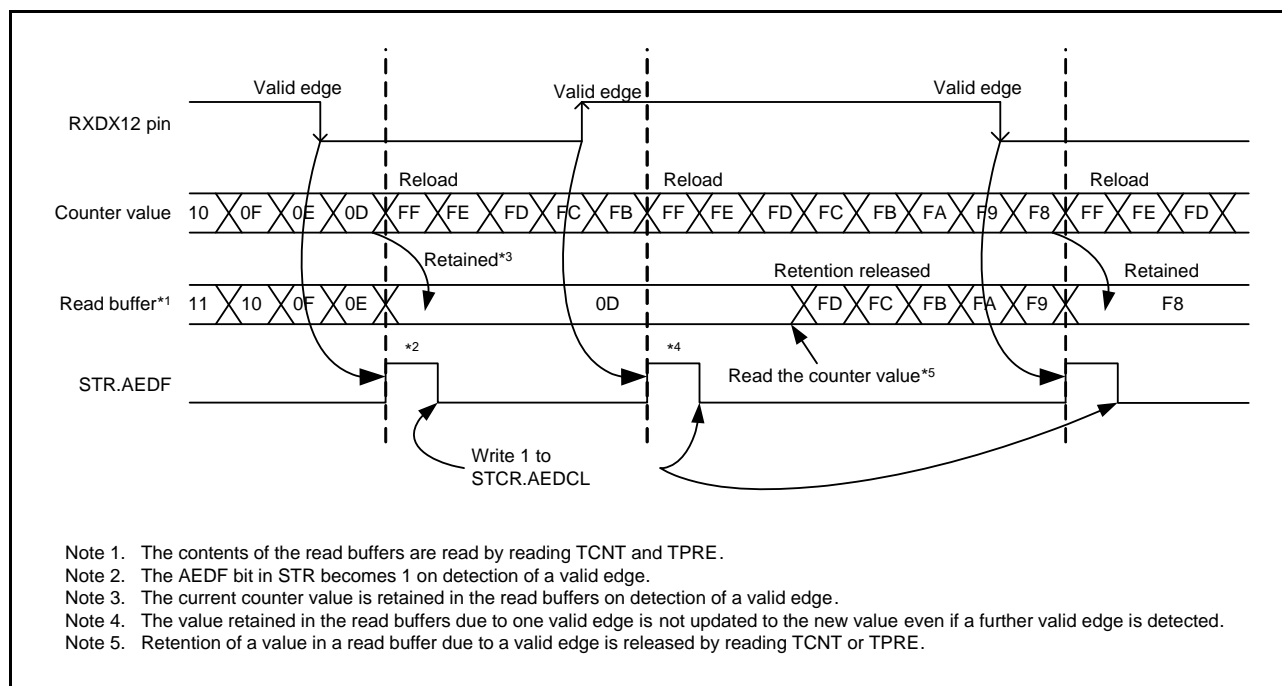 Valid edge Valid edge Valid edge
RXDX12 pin
Reload Reload Reload
Counter value 10 0F 0E 0D FF FE FD FC FB FF FE FD FC FB FA F9 F8 FF FE FD
Retained*3 Retention released Retained
Read buffer*1 11 10 0F 0E 0D FD FC FB FA F9 F8
*2 *4
Read the counter value*5
STR.AEDF
Write 1 to
STCR.AEDCL
Note 1. The contents of the read buffers are read by reading TCNT and TPRE.
Note 2. The AEDF bit in STR becomes 1 on detection of a valid edge.
Note 3. The current counter value is retained in the read buffers on detection of a valid edge.
Note 4. The value retained in the read buffers due to one valid edge is not updated to the new value even if a further valid edge is detected.
Note 5. Retention of a value in a read buffer due to a valid edge is released by reading TCNT or TPRE.